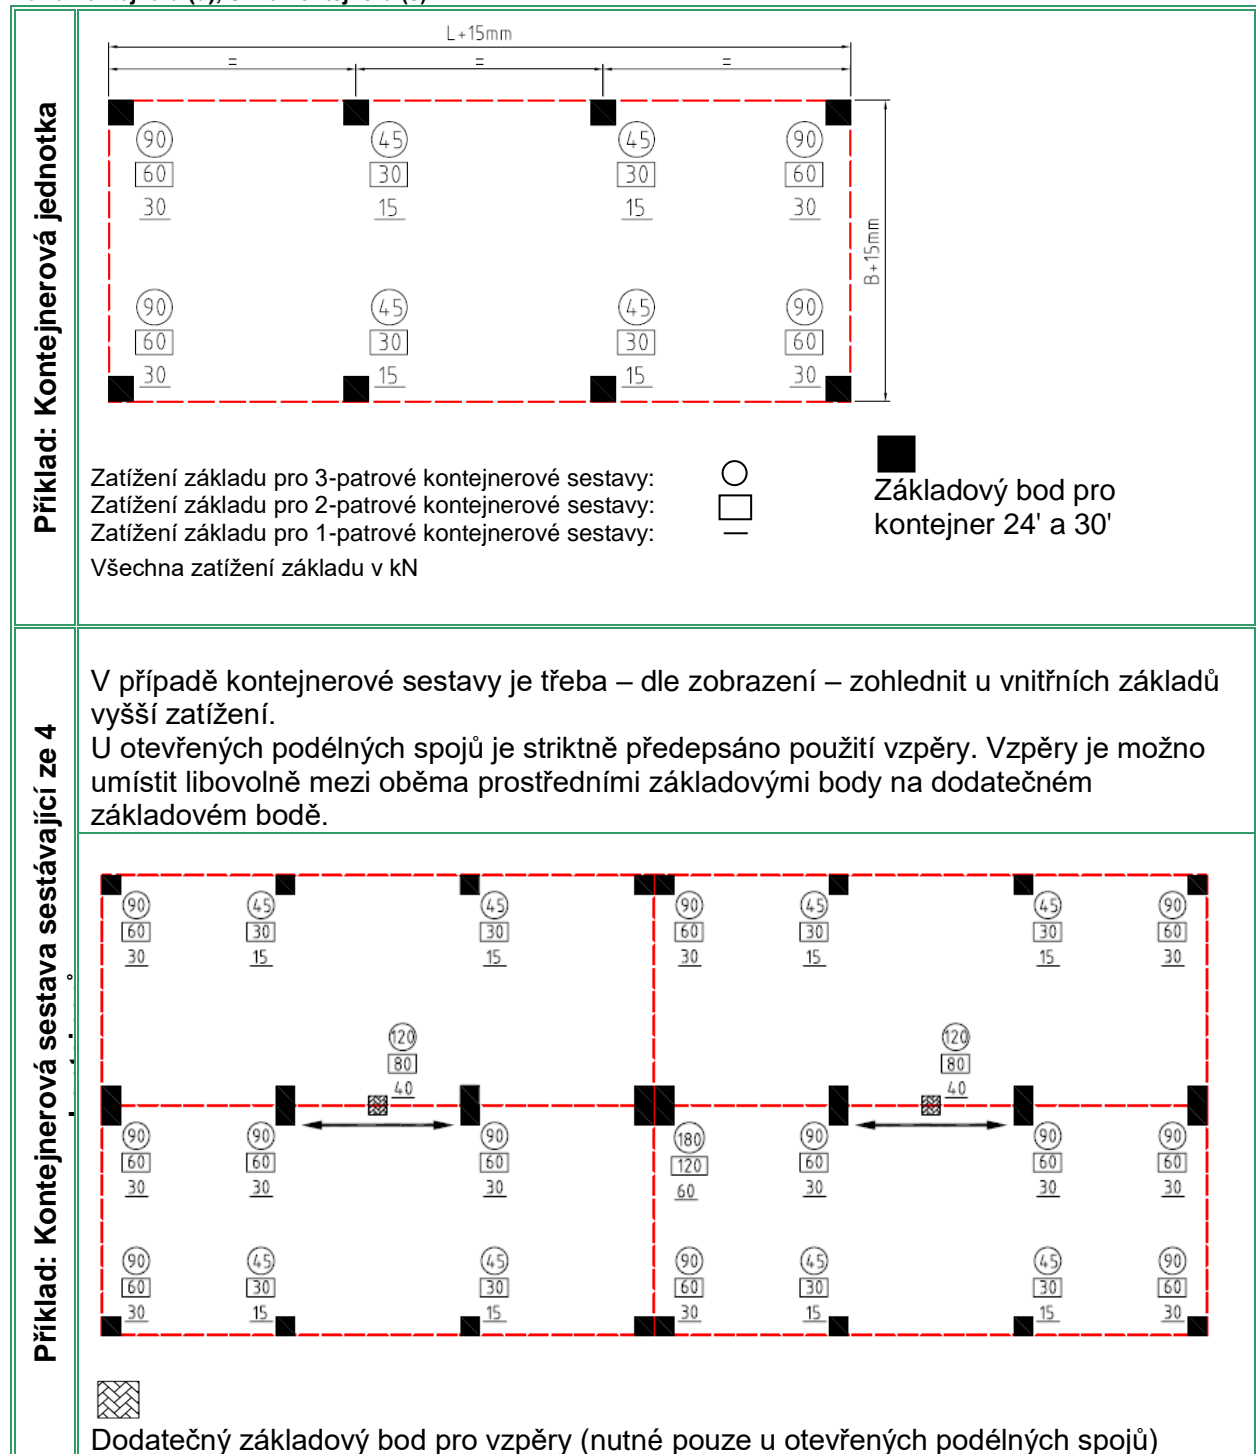 L+15mm
= = =
90 45 45 90
60 30 30 60
30 15 15 30
B+15mm
90 45 45 90
60 30 30 60
30 15 15 30
Příklad: Kontejnerová jednotka
Zatížení základu pro 3-patrové kontejnerové sestavy:
Zatížení základu pro 2-patrové kontejnerové sestavy:
Zatížení základu pro 1-patrové kontejnerové sestavy:
Všechna zatížení základu v kN
Základový bod pro
kontejner 24' a 30'
Příklad: Kontejnerová sestava sestávající ze 4
V případě kontejnerové sestavy je třeba – dle zobrazení – zohlednit u vnitřních základů
vyšší zatížení.
U otevřených podélných spojů je striktně předepsáno použití vzpěry. Vzpěry je možno
umístit libovolně mezi oběma prostředními základovými body na dodatečném
základovém bodě.
90 45 45 90 45 45 90
60 30 30 60 30 30 60
30 15 15 30 15 15 30
120 120
80 80
40 40
90 90 90 180 90 90 90
60 60 60 120 60 60 60
30 30 30 60 30 30 30
90 45 45 90 45 45 90
60 30 30 60 30 30 60
30 15 15 30 15 15 30
Dodatečný základový bod pro vzpěry (nutné pouze u otevřených podélných spojů)